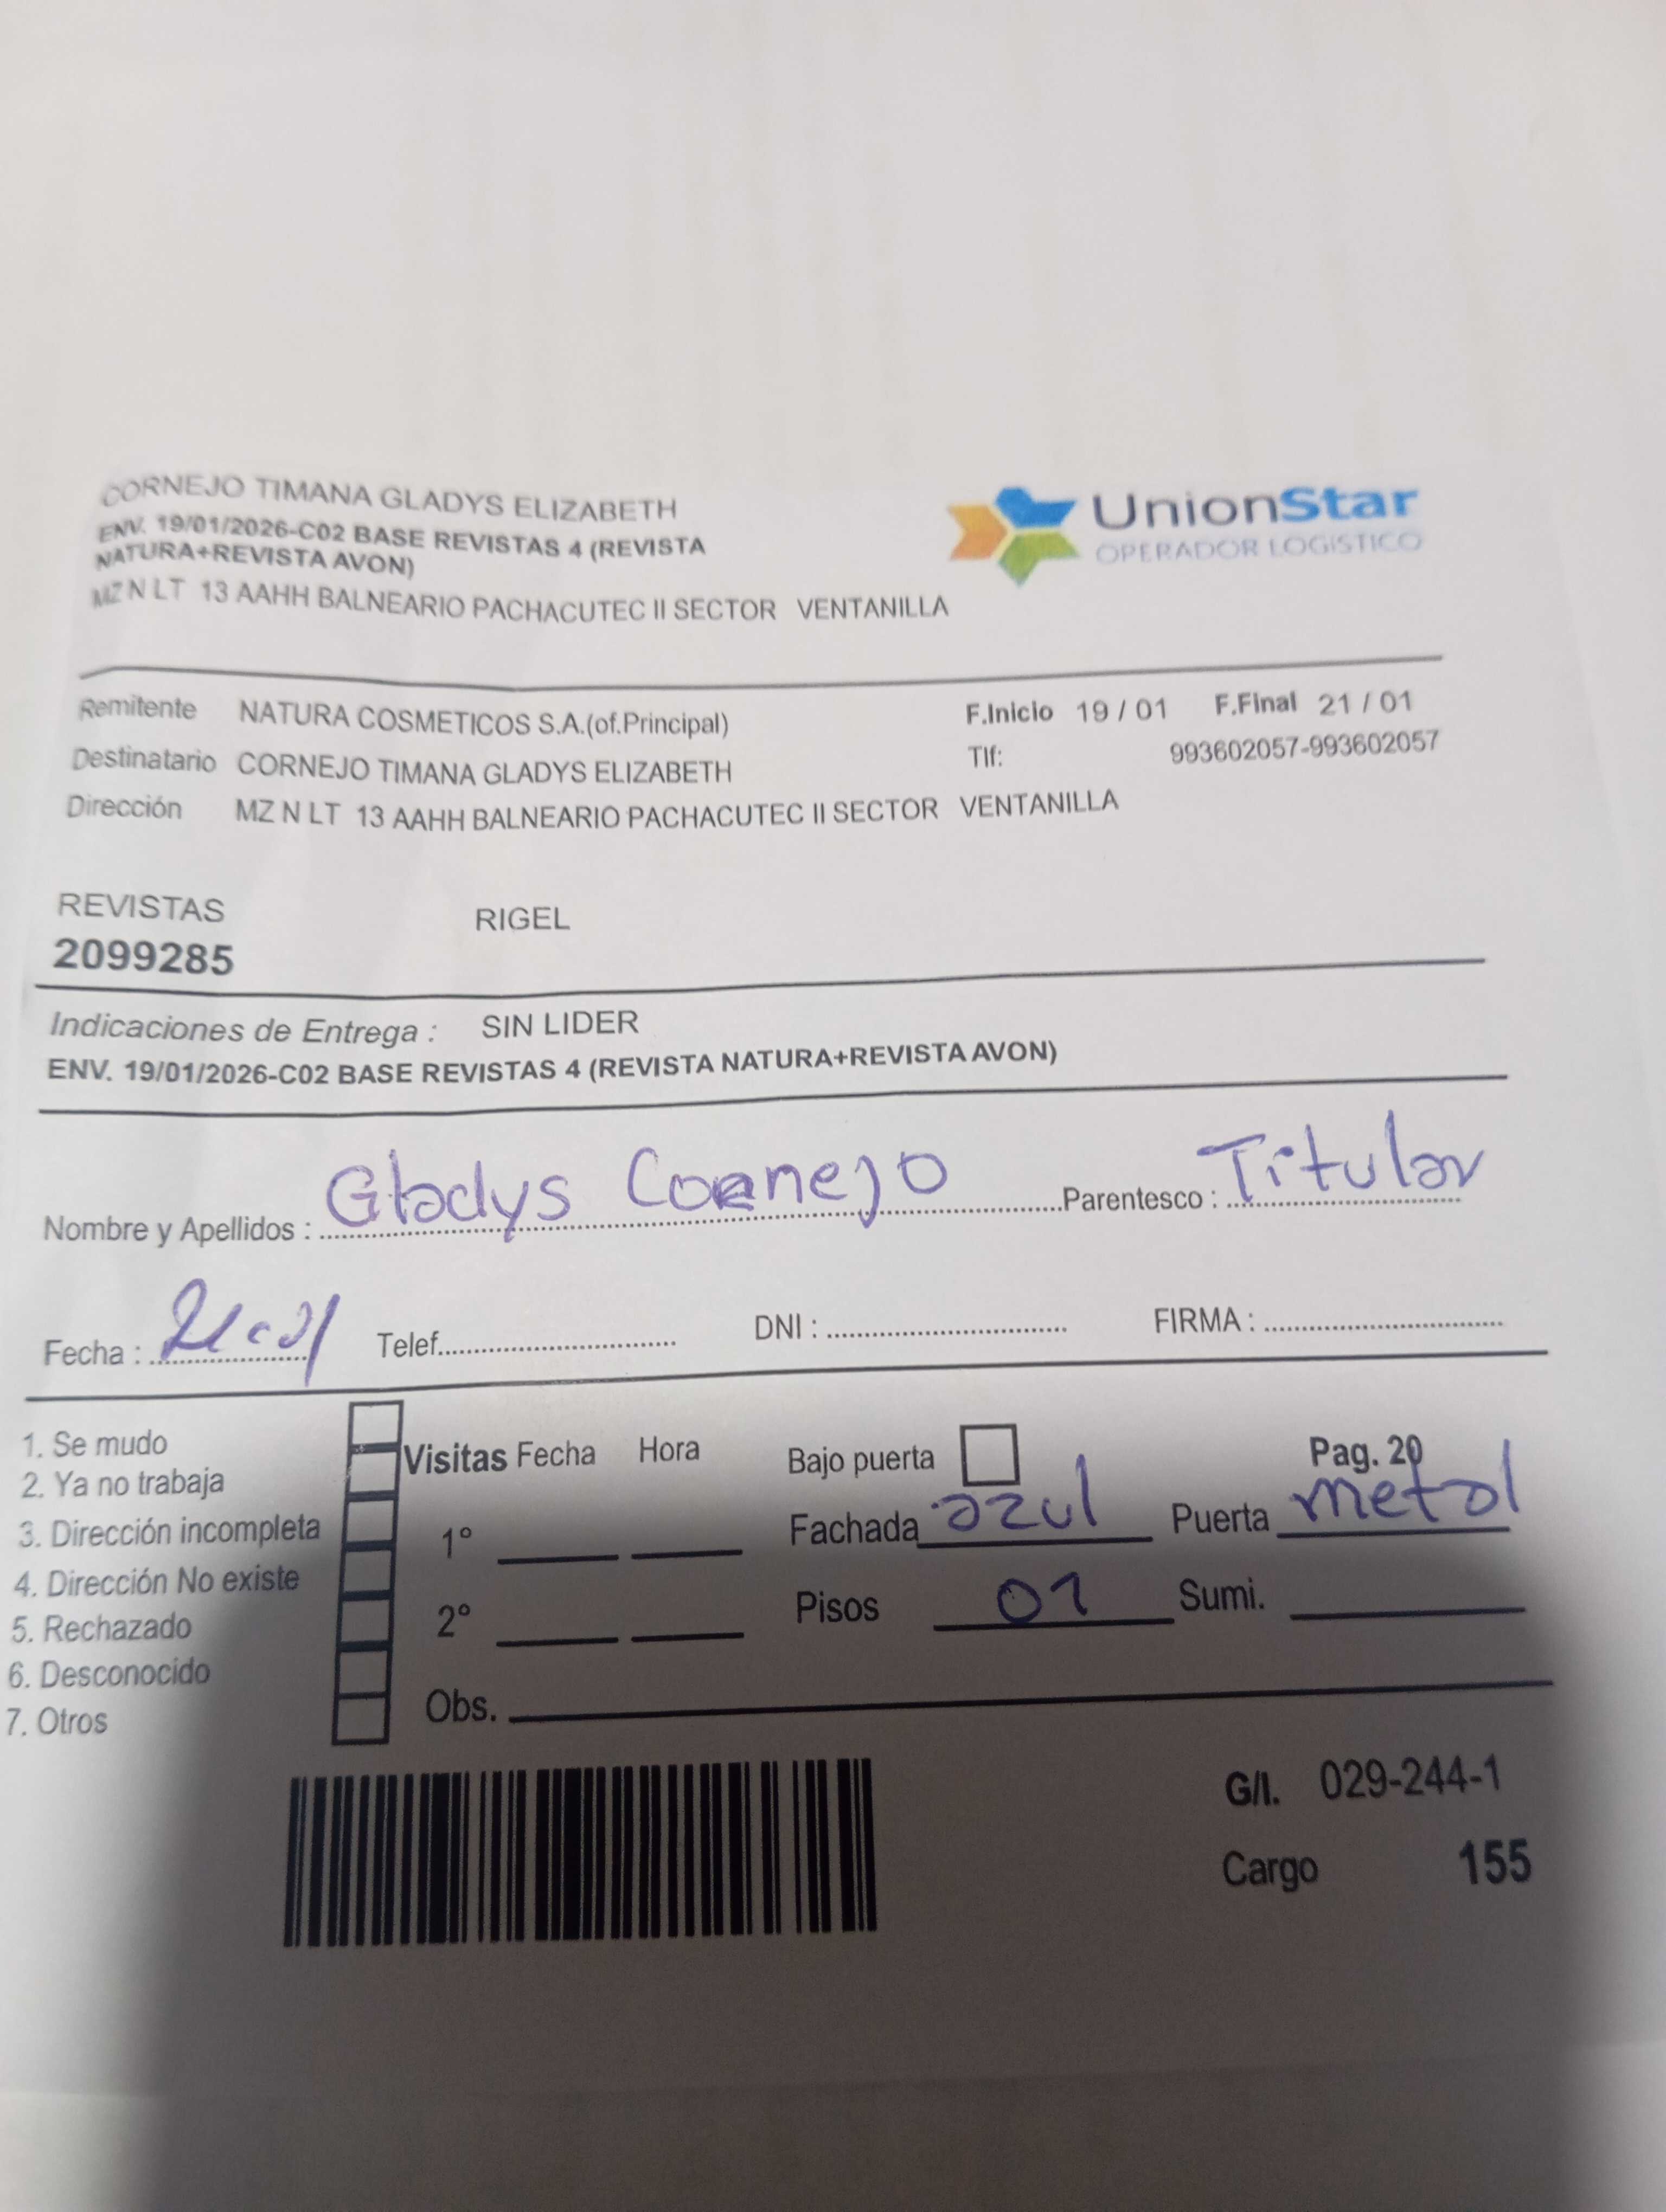 CORNEJO TIMANA GLADYS ELIZABETH
ENV. 19/01/2026-C02 BASE REVISTAS 4 (REVISTA
NATURA+REVISTA AVON)
MZ N LT 13 AAHH BALNEARIO PACHACUTEC II SECTOR VENTANILLA
UnionStar
OPERADOR LOGISTICO
Remitente NATURA COSMETICOS S.A.(of.Principal) F.Inicio 19 / 01 F.Final 21 / 01
Destinatario CORNEJO TIMANA GLADYS ELIZABETH Tlf: 993602057-993602057
Dirección MZ N LT 13 AAHH BALNEARIO PACHACUTEC II SECTOR VENTANILLA
REVISTAS RIGEL
2099285
Indicaciones de Entrega : SIN LIDER
ENV. 19/01/2026-C02 BASE REVISTAS 4 (REVISTA NATURA+REVISTA AVON)
Nombre y Apellidos : Gladys Cornejo Parentesco : Titular
Fecha : Telef. DNI : FIRMA :
1. Se mudo
2. Ya no trabaja
3. Dirección incompleta
4. Dirección No existe
5. Rechazado
6. Desconocido
7. Otros
Visitas Fecha Hora
1°
2°
Obs.
Bajo puerta Pag. 20
Fachada azul Puerta metal
Pisos 01 Sumi.
G/I. 029-244-1
Cargo 155